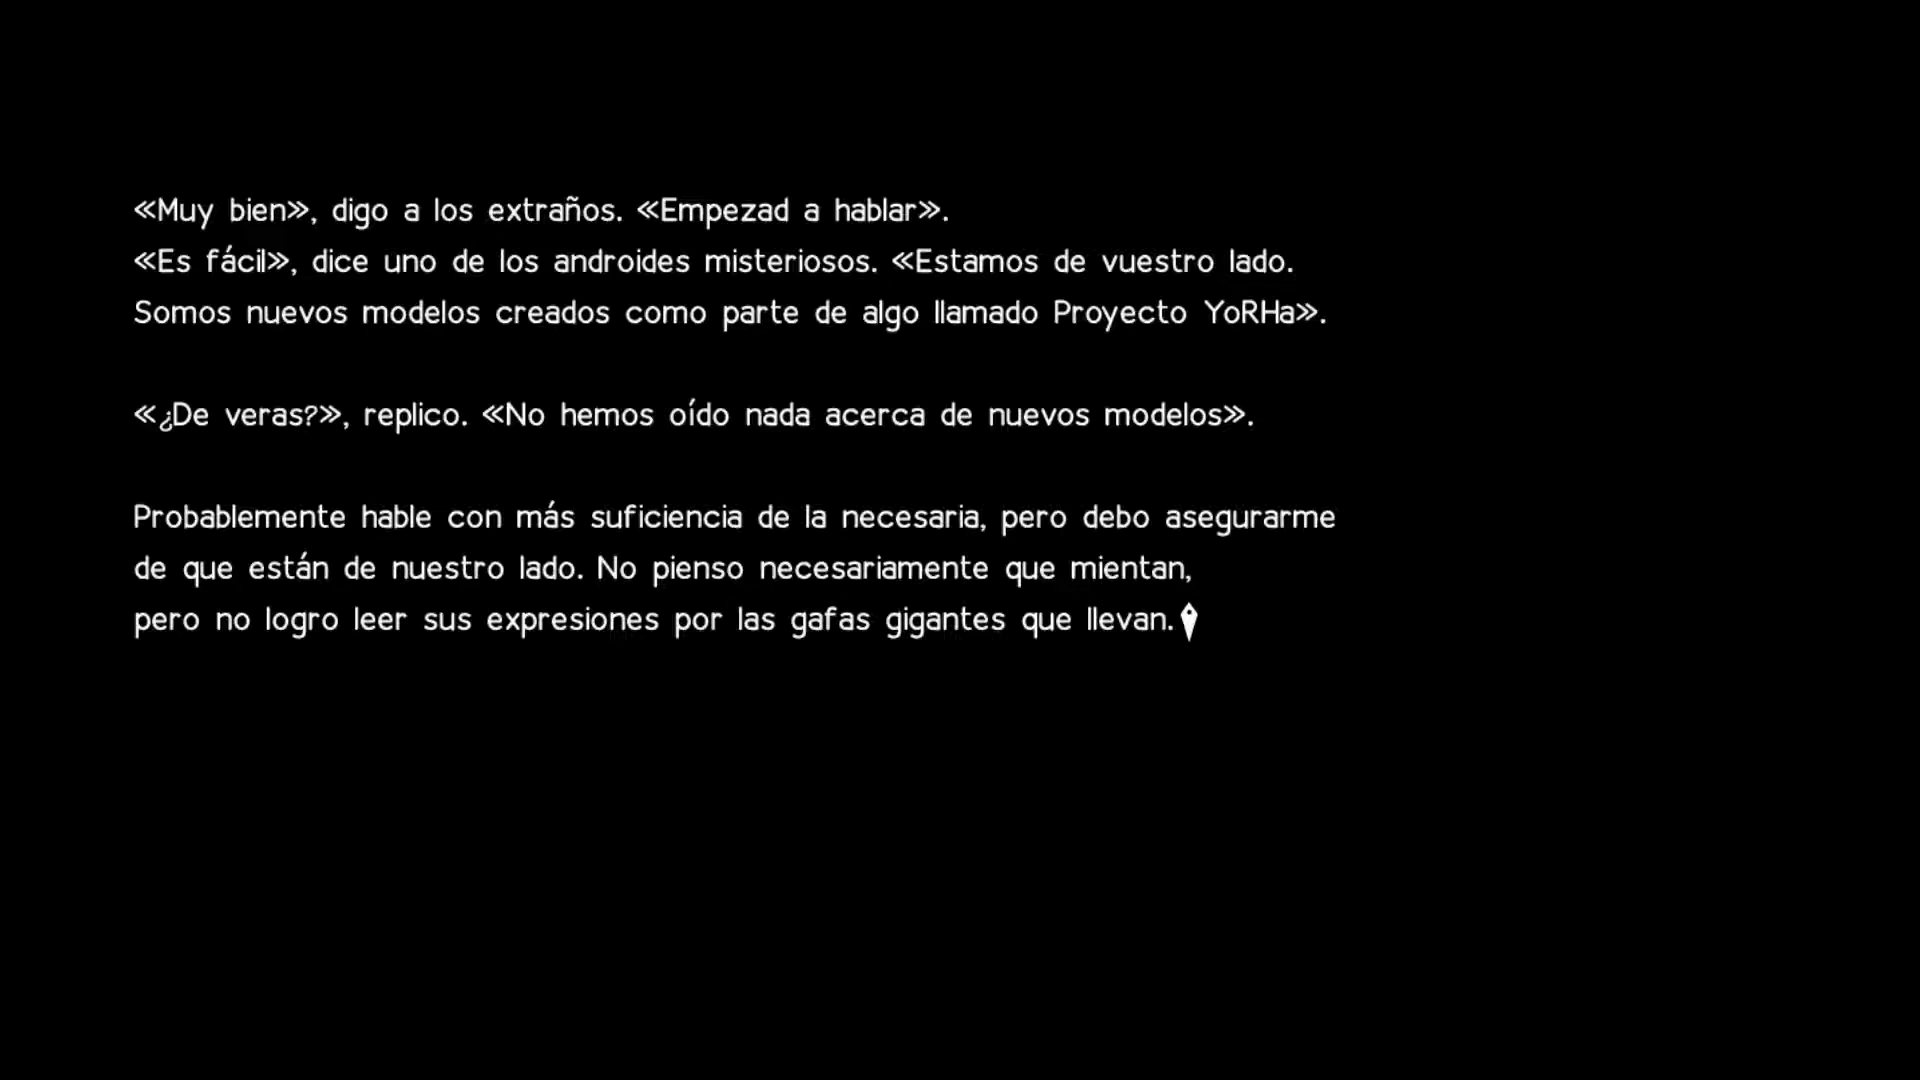 «Muy bien», digo a los extraños. «Empezad a hablar».
«Es fácil», dice uno de los androides misteriosos. «Estamos de vuestro lado.
Somos nuevos modelos creados como parte de algo llamado Proyecto YoRHa».
«¿De veras?», replico. «No hemos oído nada acerca de nuevos modelos».
Probablemente hable con más suficiencia de la necesaria, pero debo asegurarme
de que están de nuestro lado. No pienso necesariamente que mientan,
pero no logro leer sus expresiones por las gafas gigantes que llevan.